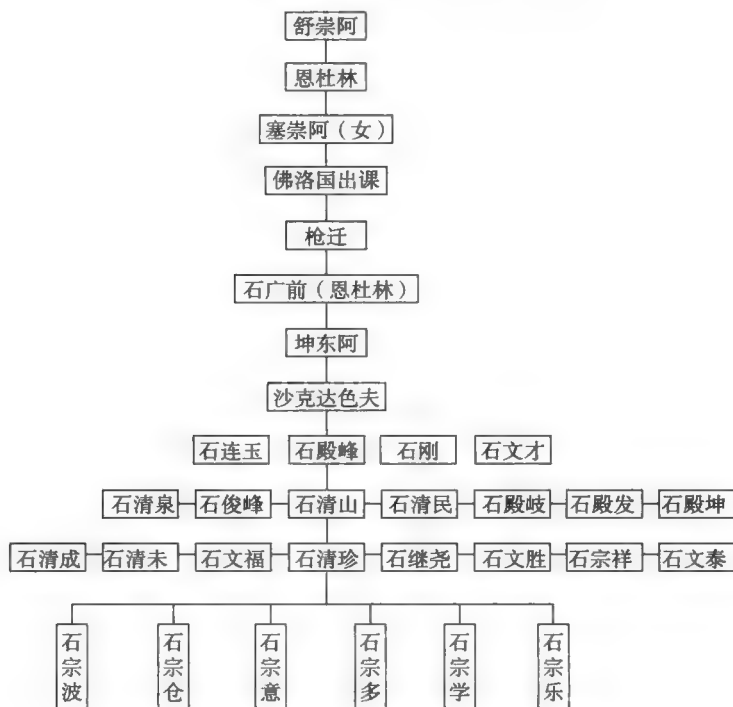 舒崇阿
恩杜林
塞崇阿（女）
佛洛国出课
枪迁
石广前（恩杜林）
坤东阿
沙克达色夫
石连玉 石殿峰 石刚 石文才
石清泉 石俊峰 石清山 石清民 石殿岐 石殿发 石殿坤
石清成 石清未 石文福 石清珍 石继尧 石文胜 石宗祥 石文泰
石宗波 石宗仓 石宗意 石宗多 石宗学 石宗乐